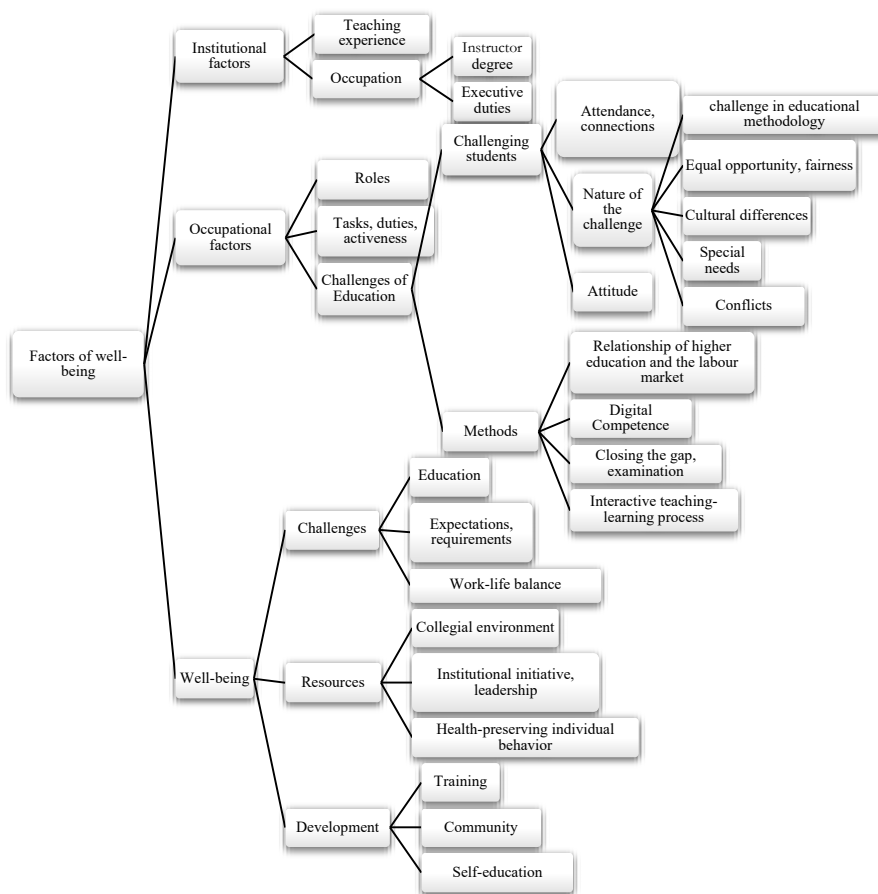 Factors of well-
being
Institutional
factors
Teaching
experience
Occupation
Instructor
degree
Executive
duties
Occupational
factors
Roles
Tasks, duties,
activeness
Challenges of
Education
Challenging
students
Attendance,
connections
Nature of
the
challenge
challenge in educational
methodology
Equal opportunity, fairness
Cultural differences
Special
needs
Conflicts
Attitude
Methods
Relationship of higher
education and the labour
market
Digital
Competence
Closing the gap,
examination
Interactive teaching-
learning process
Well-being
Challenges
Education
Expectations,
requirements
Work-life balance
Resources
Collegial environment
Institutional initiative,
leadership
Health-preserving individual
behavior
Development
Training
Community
Self-education